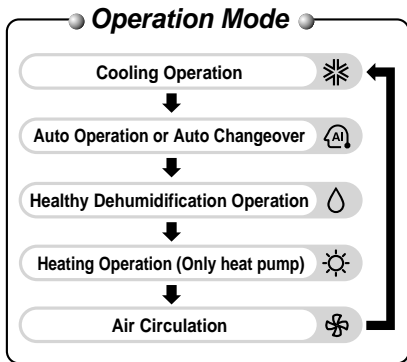 Operation Mode
Cooling Operation
Auto Operation or Auto Changeover
AI
Healthy Dehumidification Operation
Heating Operation (Only heat pump)
Air Circulation